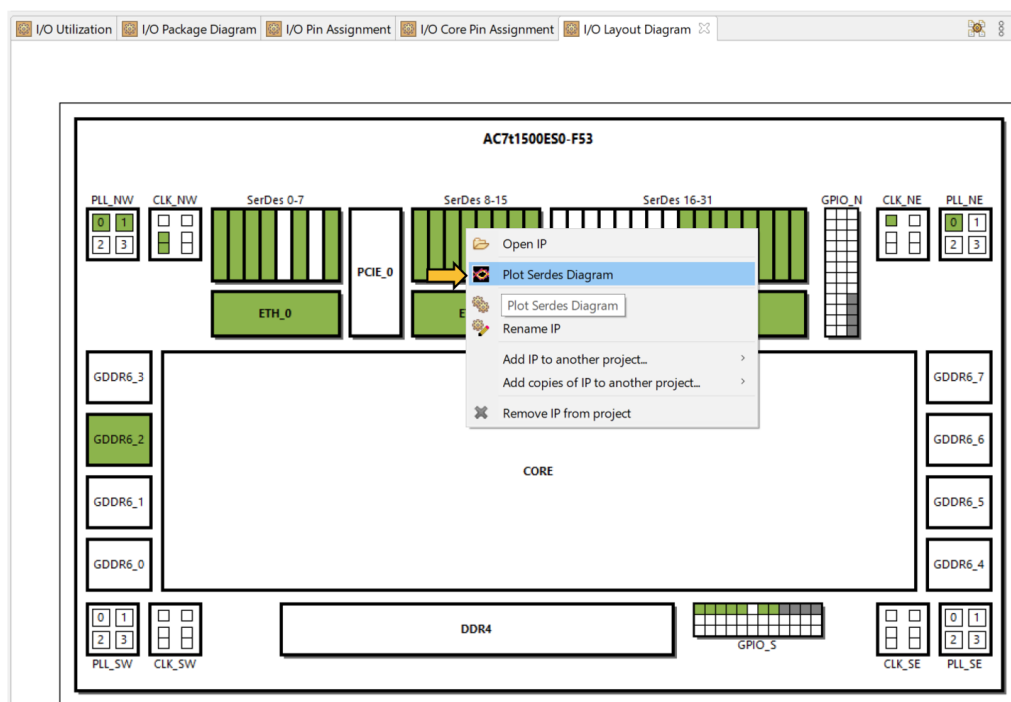 I/O Utilization I/O Package Diagram I/O Pin Assignment I/O Core Pin Assignment I/O Layout Diagram
AC7t1500ES0-F53
PLL_NW CLK_NW SerDes 0-7 SerDes 8-15 SerDes 16-31 GPIO_N CLK_NE PLL_NE
0 1 0 1
2 3 2 3
Open IP
PCIE_0
Plot Serdes Diagram
Plot Serdes Diagram
ETH_0 E
Rename IP
Add IP to another project...
GDDR6_3 GDDR6_7
Add copies of IP to another project...
Remove IP from project
GDDR6_2 GDDR6_6
CORE
GDDR6_1 GDDR6_5
GDDR6_0 GDDR6_4
0 1 0 1
DDR4
2 3 2 3
GPIO_S
PLL_SW CLK_SW CLK_SE PLL_SE